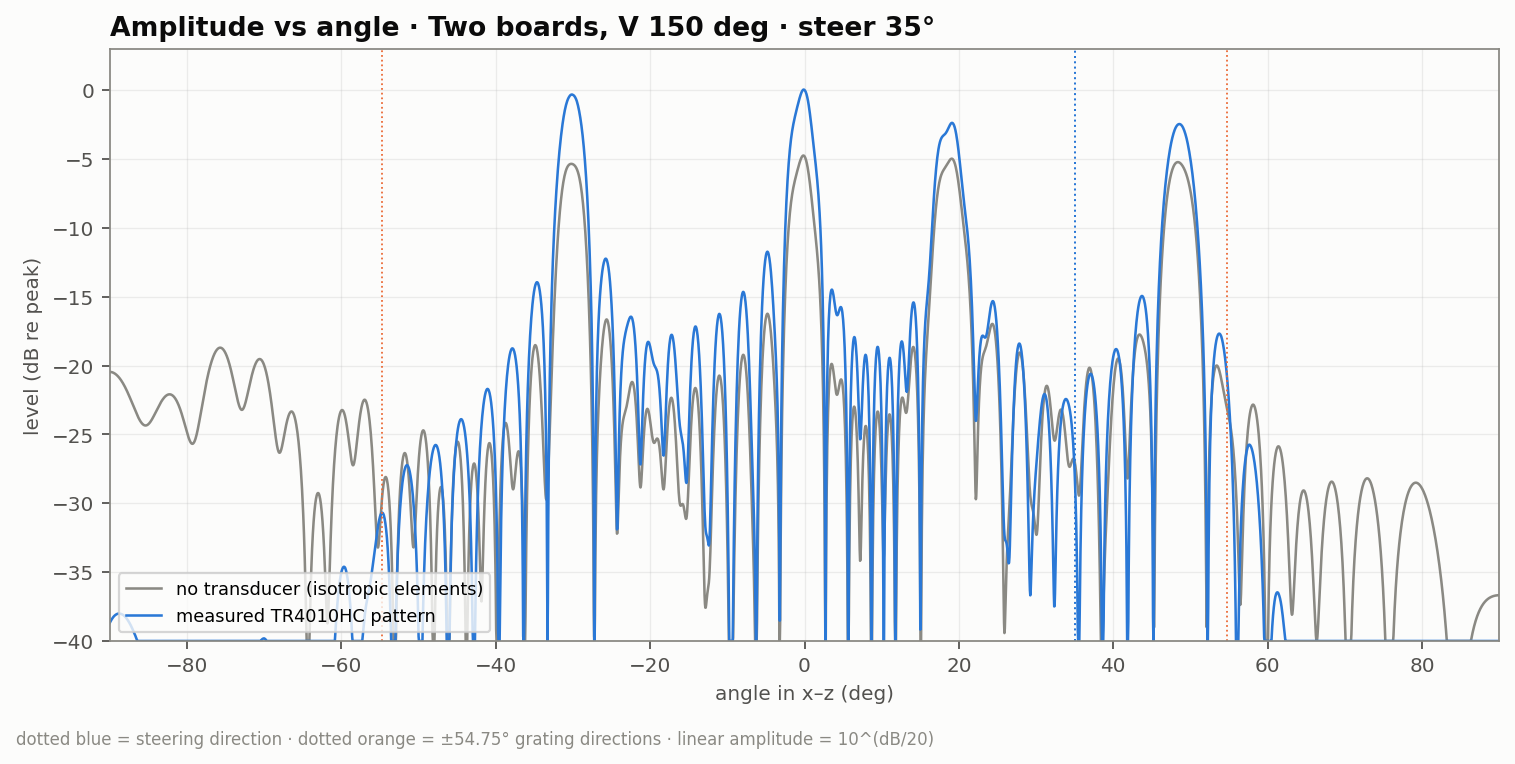 Amplitude vs angle · Two boards, V 150 deg · steer 35°
level (dB re peak)
0
−5
−10
−15
−20
−25
−30
−35
−40
no transducer (isotropic elements)
measured TR4010HC pattern
−80 −60 −40 −20 0 20 40 60 80
angle in x–z (deg)
dotted blue = steering direction · dotted orange = ±54.75° grating directions · linear amplitude = 10^(dB/20)